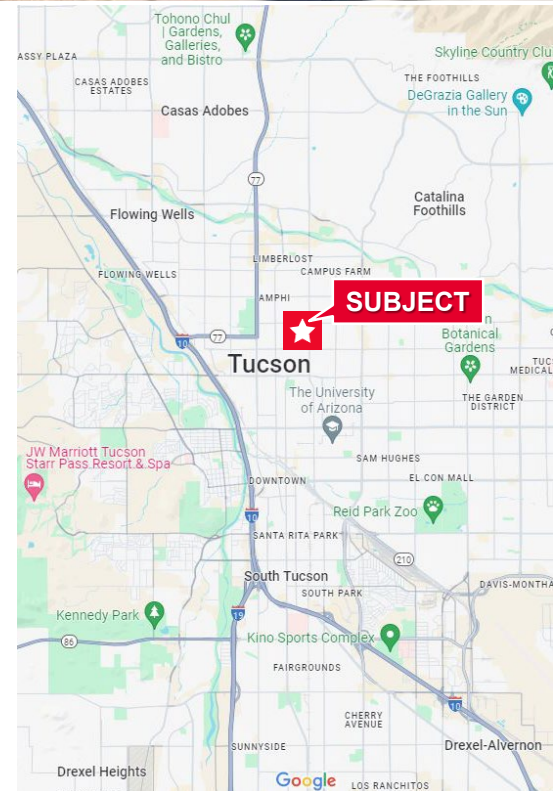 Tohono Chul
| Gardens,
Galleries,
and Bistro
Skyline Country Clu
ASSY PLAZA
THE FOOTHILLS
CASAS ADOBES
ESTATES
DeGrazia Gallery
in the Sun
Casas Adobes
77
Catalina
Foothills
Flowing Wells
LIMBERLOST
CAMPUS FARM
FLOWING WELLS
AMPHI
SUBJECT
n
Botanical
Gardens
10
77
Tucson
TUC
MEDICAL
The University
of Arizona
THE GARDEN
DISTRICT
JW Marriott Tucson
Starr Pass Resort & Spa
SAM HUGHES
DOWNTOWN
EL CON MALL
Reid Park Zoo
10
SANTA RITA PARK
210
South Tucson
SOUTH PARK
DAVIS-MONTHA
Kennedy Park
19
86
Kino Sports Complex
FAIRGROUNDS
10
CHERRY
AVENUE
SUNNYSIDE
Drexel-Alvernon
Drexel Heights
Google
LOS RANCHITOS